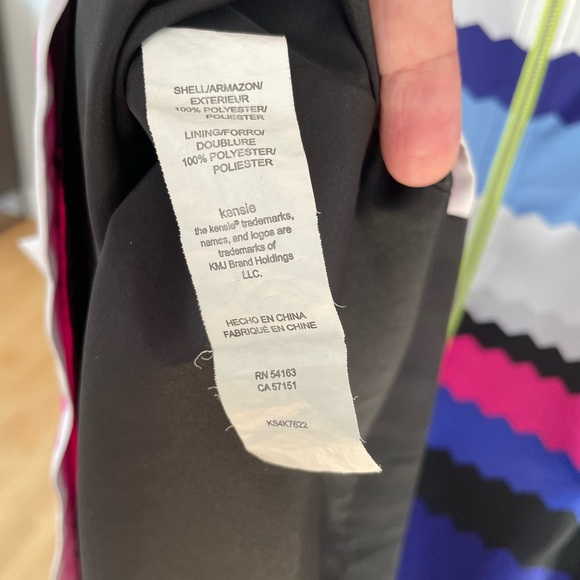 SHELL/ARMAZON/
EXTERIEUR
100% POLYESTER/
POLIESTER
LINING/FORRO/
DOUBLURE
100% POLYESTER/
POLIESTER
kensie
the kensie® trademarks,
names, and logos are
trademarks of
KMJ Brand Holdings
LLC.
HECHO EN CHINA
FABRIQUÉ EN CHINE
RN 54163
CA 57151
KS4K7622